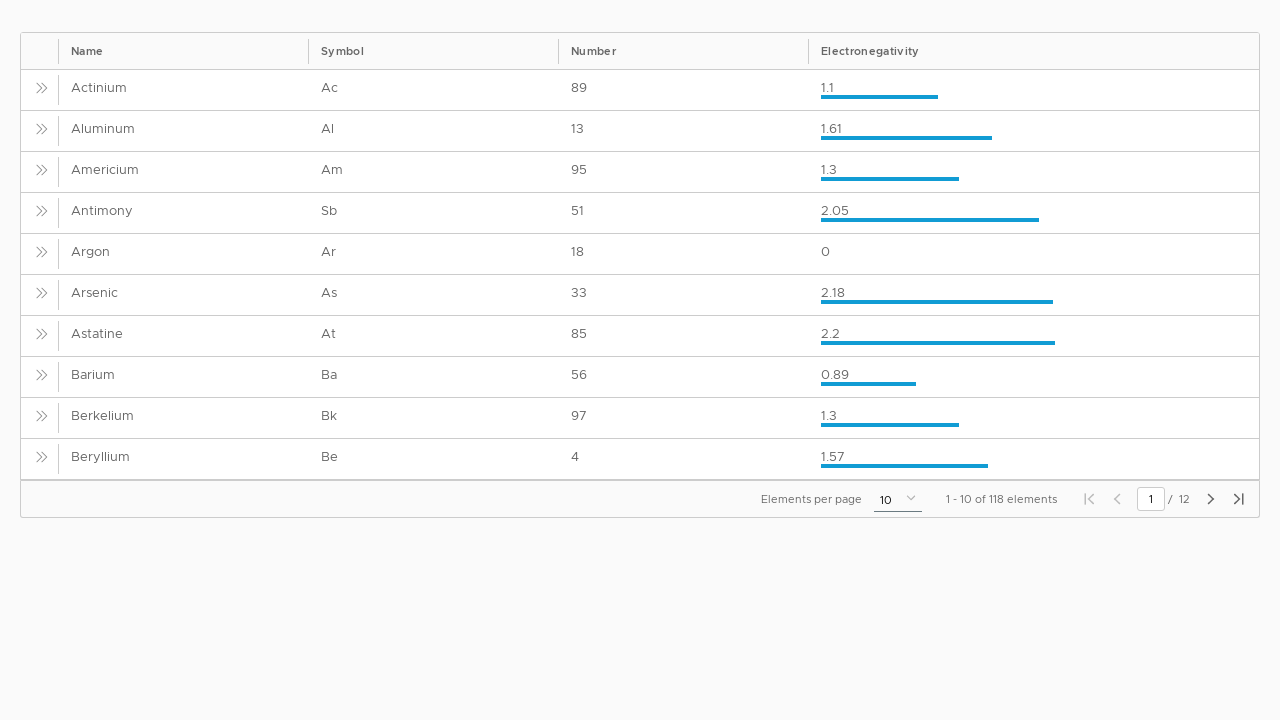 Name Symbol Number Electronegativity
Actinium Ac 89 1.1
Aluminum Al 13 1.61
Americium Am 95 1.3
Antimony Sb 51 2.05
Argon Ar 18 0
Arsenic As 33 2.18
Astatine At 85 2.2
Barium Ba 56 0.89
Berkelium Bk 97 1.3
Beryllium Be 4 1.57
Elements per page 10 1 - 10 of 118 elements 1 / 12